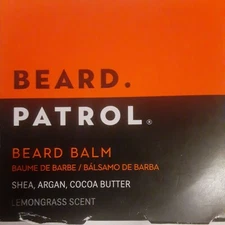 BEARD.
PATROL®
BEARD BALM
BAUME DE BARBE / BÁLSAMO DE BARBA
SHEA, ARGAN, COCOA BUTTER
LEMONGRASS SCENT